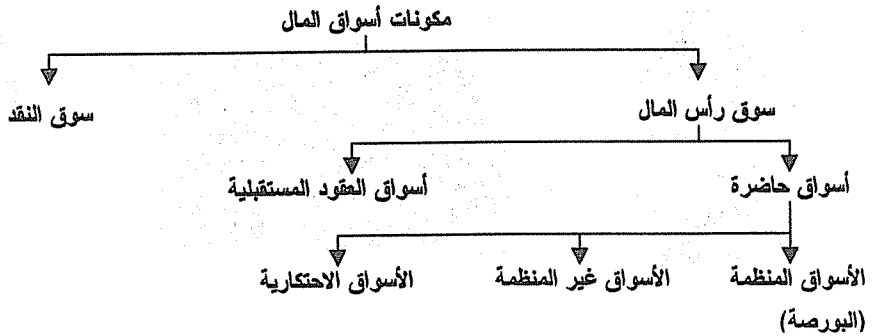 مكونات أسواق المال
سوق رأس المال
سوق النقد
أسواق حاضرة
أسواق العقود المستقبلية
الأسواق المنظمة
(البورصة)
الأسواق غير المنظمة
الأسواق الاحتكارية